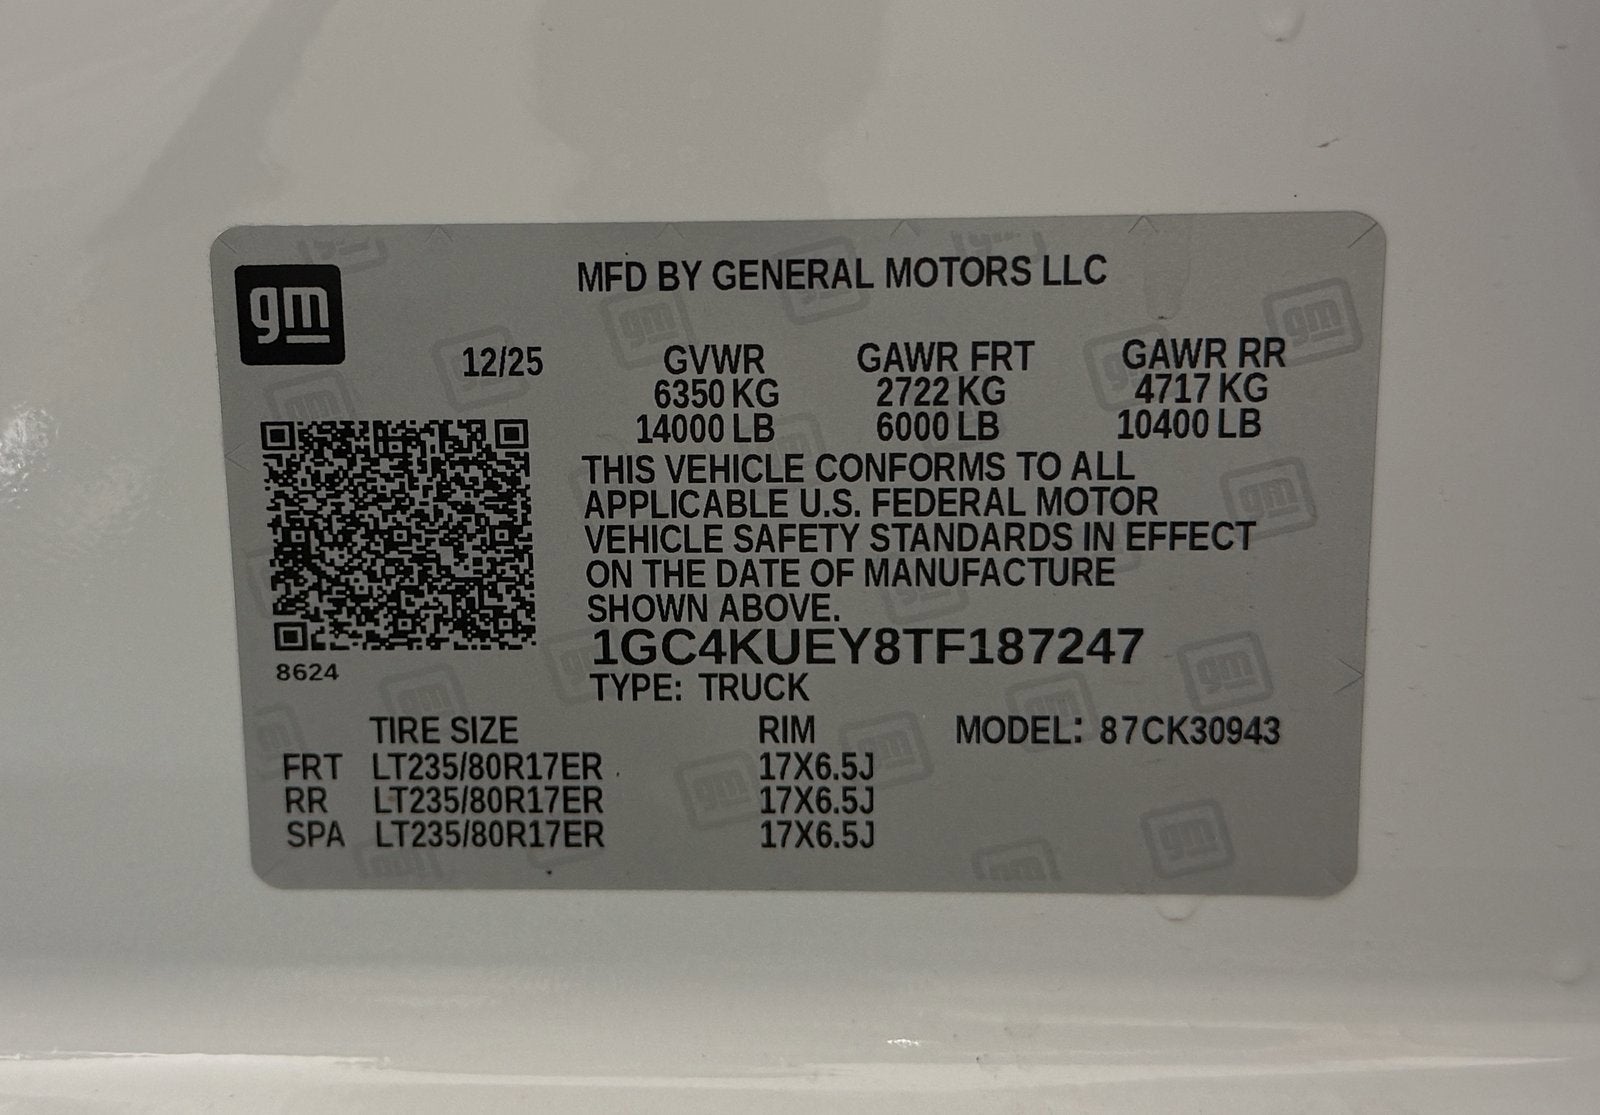 gm
MFD BY GENERAL MOTORS LLC
12/25 GVWR GAWR FRT GAWR RR
6350 KG 2722 KG 4717 KG
14000 LB 6000 LB 10400 LB
THIS VEHICLE CONFORMS TO ALL
APPLICABLE U.S. FEDERAL MOTOR
VEHICLE SAFETY STANDARDS IN EFFECT
ON THE DATE OF MANUFACTURE
SHOWN ABOVE.
1GC4KUEY8TF187247
8624
TYPE: TRUCK
TIRE SIZE RIM MODEL: 87CK30943
FRT LT235/80R17ER 17X6.5J
RR LT235/80R17ER 17X6.5J
SPA LT235/80R17ER 17X6.5J